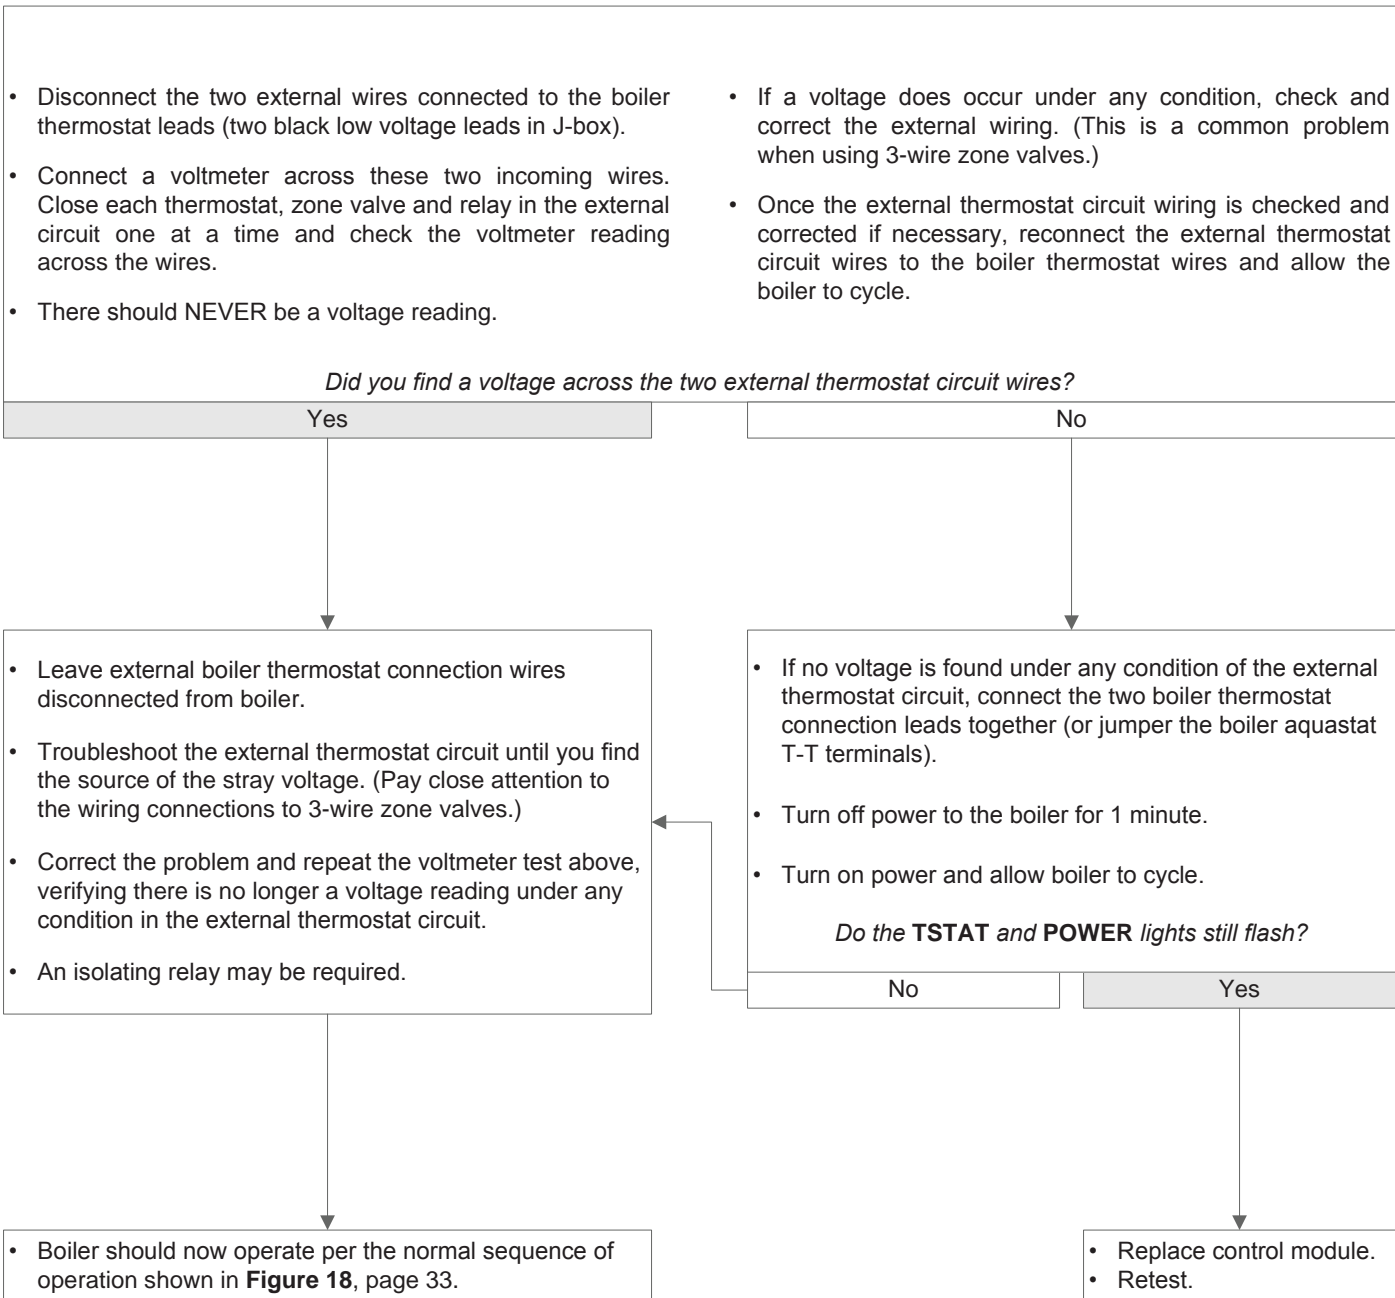 • Disconnect the two external wires connected to the boiler
thermostat leads (two black low voltage leads in J-box).
• Connect a voltmeter across these two incoming wires.
Close each thermostat, zone valve and relay in the external
circuit one at a time and check the voltmeter reading
across the wires.
• There should NEVER be a voltage reading.
• If a voltage does occur under any condition, check and
correct the external wiring. (This is a common problem
when using 3-wire zone valves.)
• Once the external thermostat circuit wiring is checked and
corrected if necessary, reconnect the external thermostat
circuit wires to the boiler thermostat wires and allow the
boiler to cycle.
Did you find a voltage across the two external thermostat circuit wires?
Yes
No
• Leave external boiler thermostat connection wires
disconnected from boiler.
• Troubleshoot the external thermostat circuit until you find
the source of the stray voltage. (Pay close attention to
the wiring connections to 3-wire zone valves.)
• Correct the problem and repeat the voltmeter test above,
verifying there is no longer a voltage reading under any
condition in the external thermostat circuit.
• An isolating relay may be required.
• If no voltage is found under any condition of the external
thermostat circuit, connect the two boiler thermostat
connection leads together (or jumper the boiler aquastat
T-T terminals).
• Turn off power to the boiler for 1 minute.
• Turn on power and allow boiler to cycle.
Do the TSTAT and POWER lights still flash?
No
Yes
• Boiler should now operate per the normal sequence of
operation shown in Figure 18, page 33.
• Replace control module.
• Retest.